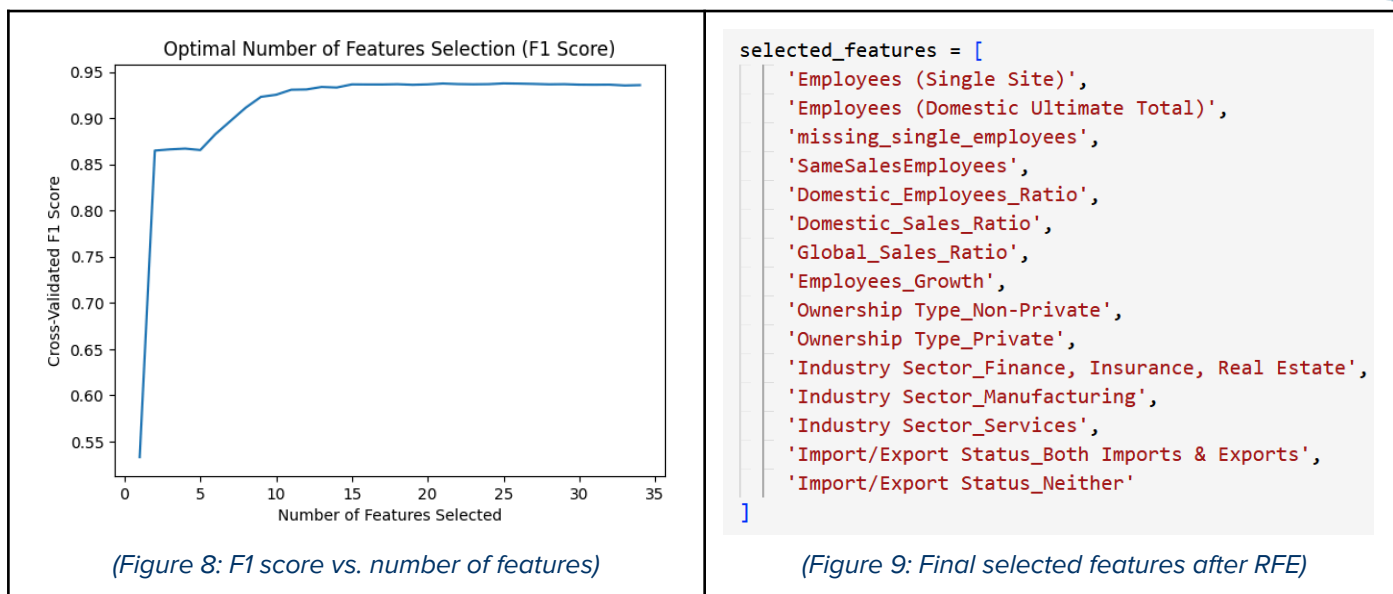 Optimal Number of Features Selection (F1 Score)
0.95
0.90
0.85
0.80
0.75
0.70
0.65
0.60
0.55
Cross-Validated F1 Score
0 5 10 15 20 25 30 35
Number of Features Selected
(Figure 8: F1 score vs. number of features)
selected_features = [
'Employees (Single Site)',
'Employees (Domestic Ultimate Total)',
'missing_single_employees',
'SameSalesEmployees',
'Domestic_Employees_Ratio',
'Domestic_Sales_Ratio',
'Global_Sales_Ratio',
'Employees_Growth',
'Ownership Type_Non-Private',
'Ownership Type_Private',
'Industry Sector_Finance, Insurance, Real Estate',
'Industry Sector_Manufacturing',
'Industry Sector_Services',
'Import/Export Status_Both Imports & Exports',
'Import/Export Status_Neither'
]
(Figure 9: Final selected features after RFE)